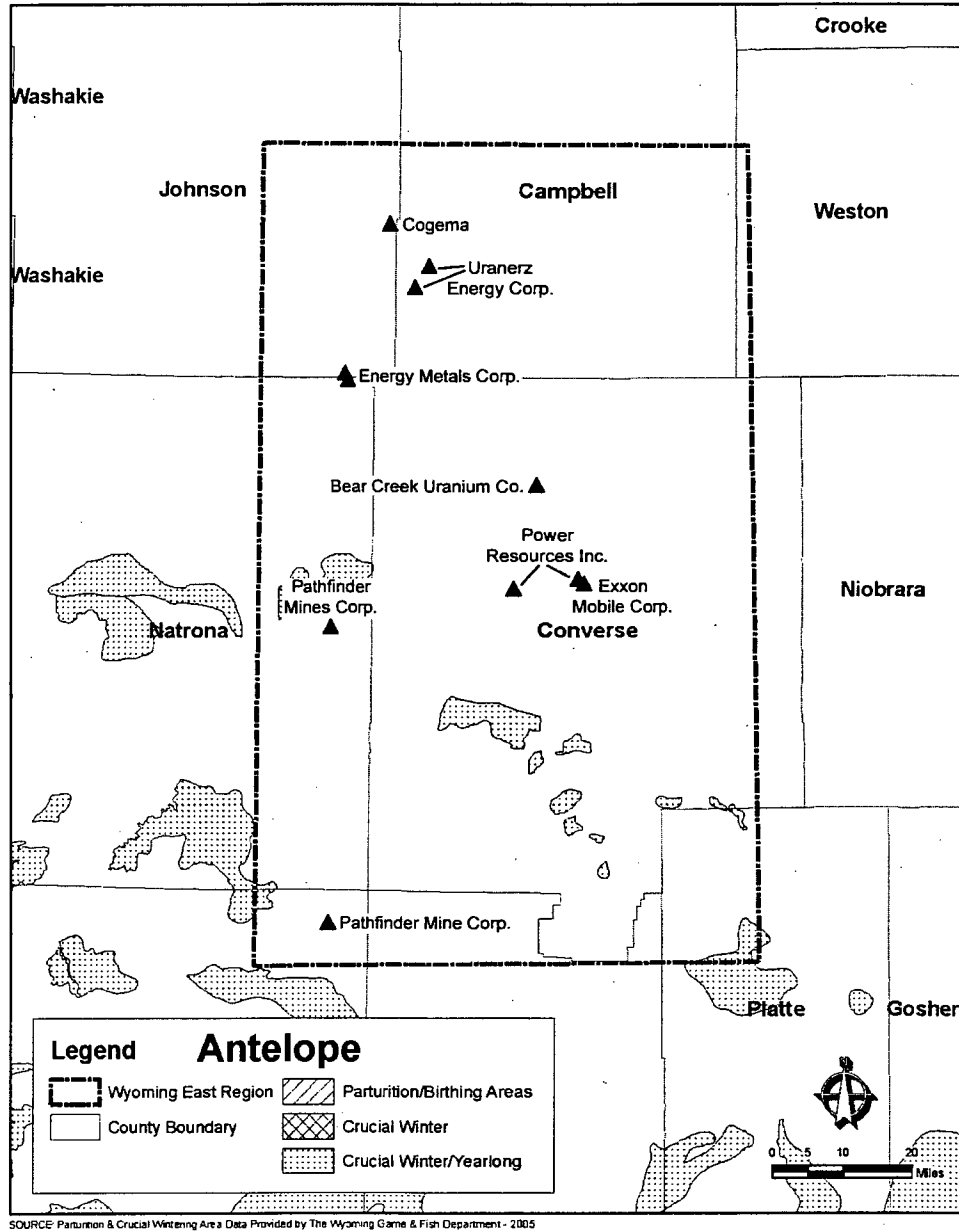 Crooke
Washakie
Johnson
Campbell
Weston
Cogema
Washakie
Uranerz
Energy Corp.
Energy Metals Corp.
Bear Creek Uranium Co.
Power
Resources Inc.
Pathfinder
Mines Corp.
Exxon
Mobile Corp.
Niobrara
Natrona
Converse
Pathfinder Mine Corp.
Platte
Goshen
Legend
Antelope
Wyoming East Region
Parturition/Birthing Areas
County Boundary
Crucial Winter
Crucial Winter/Yearlong
0 5 10 20
Miles
SOURCE: Parturition & Crucial Wintering Area Data Provided by The Wyoming Game & Fish Department - 2005